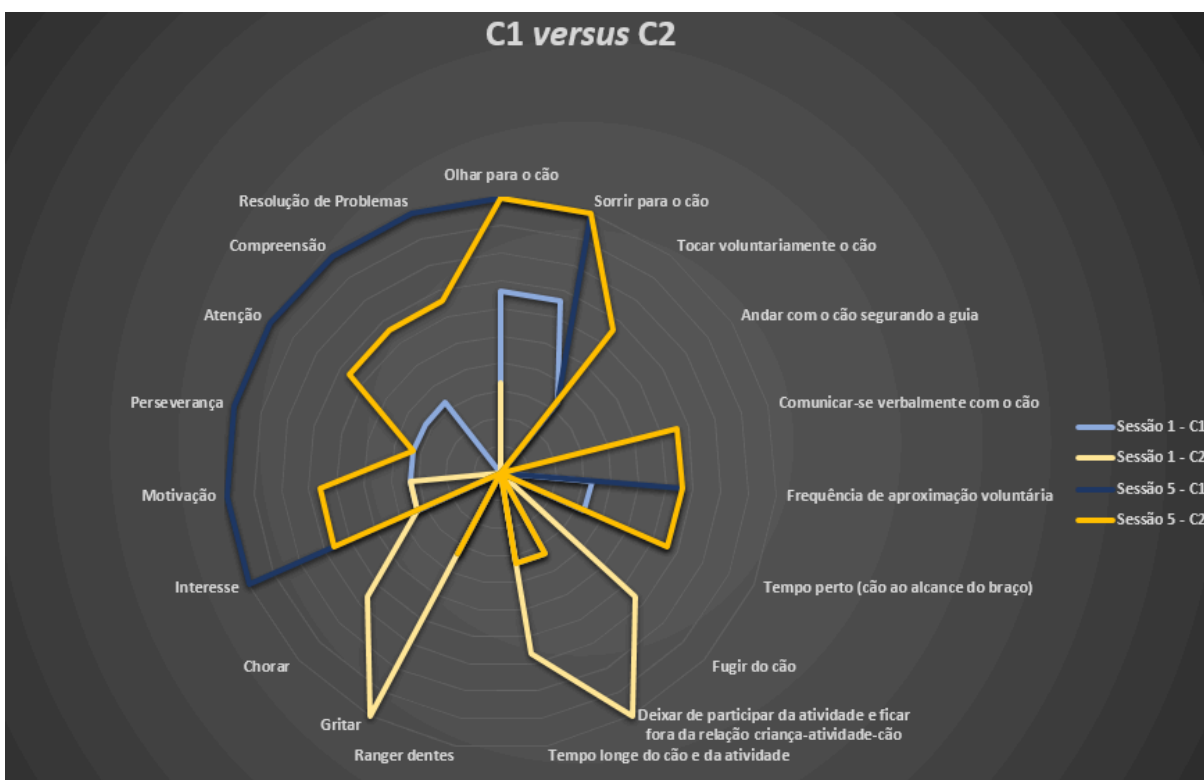 C1 versus C2
Olhar para o cão
Sorrir para o cão
Tocar voluntariamente o cão
Andar com o cão segurando a guia
Comunicar-se verbalmente com o cão
Frequência de aproximação voluntária
Tempo perto (cão ao alcance do braço)
Fugir do cão
Deixar de participar da atividade e ficar
fora da relação criança-atividade-cão
Tempo longe do cão e da atividade
Ranger dentes
Gritar
Chorar
Interesse
Motivação
Perseverança
Atenção
Compreensão
Resolução de Problemas
Sessão 1 - C1
Sessão 1 - C2
Sessão 5 - C1
Sessão 5 - C2